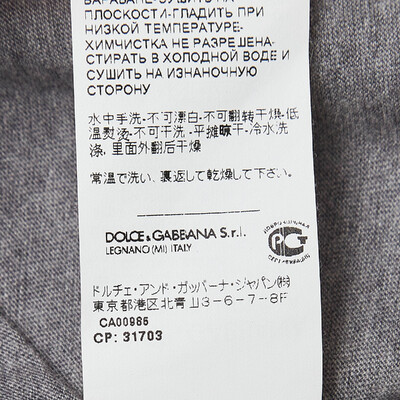 БАРАБАНЕ-СУШИТЬ НА
ПЛОСКОСТИ-ГЛАДИТЬ ПРИ
НИЗКОЙ ТЕМПЕРАТУРЕ-
ХИМЧИСТКА НЕ РАЗРЕШЕНА-
СТИРАТЬ В ХОЛОДНОЙ ВОДЕ И
СУШИТЬ НА ИЗНАНОЧНУЮ
СТОРОНУ
水中手洗-不可漂白-不可翻转干烘-低
温熨烫-不可干洗-平摊晾干-冷水洗
涤,里面外翻后干燥
常温で洗い、裏返して乾燥して下さい。
DOLCE&GABBANA S.r.l.
LEGNANO (MI) ITALY
ドルチェ・アンド・ガッバーナ・ジャパン(株)
東京都港区北青山3-6-7-8F
CA00985
CP: 31703